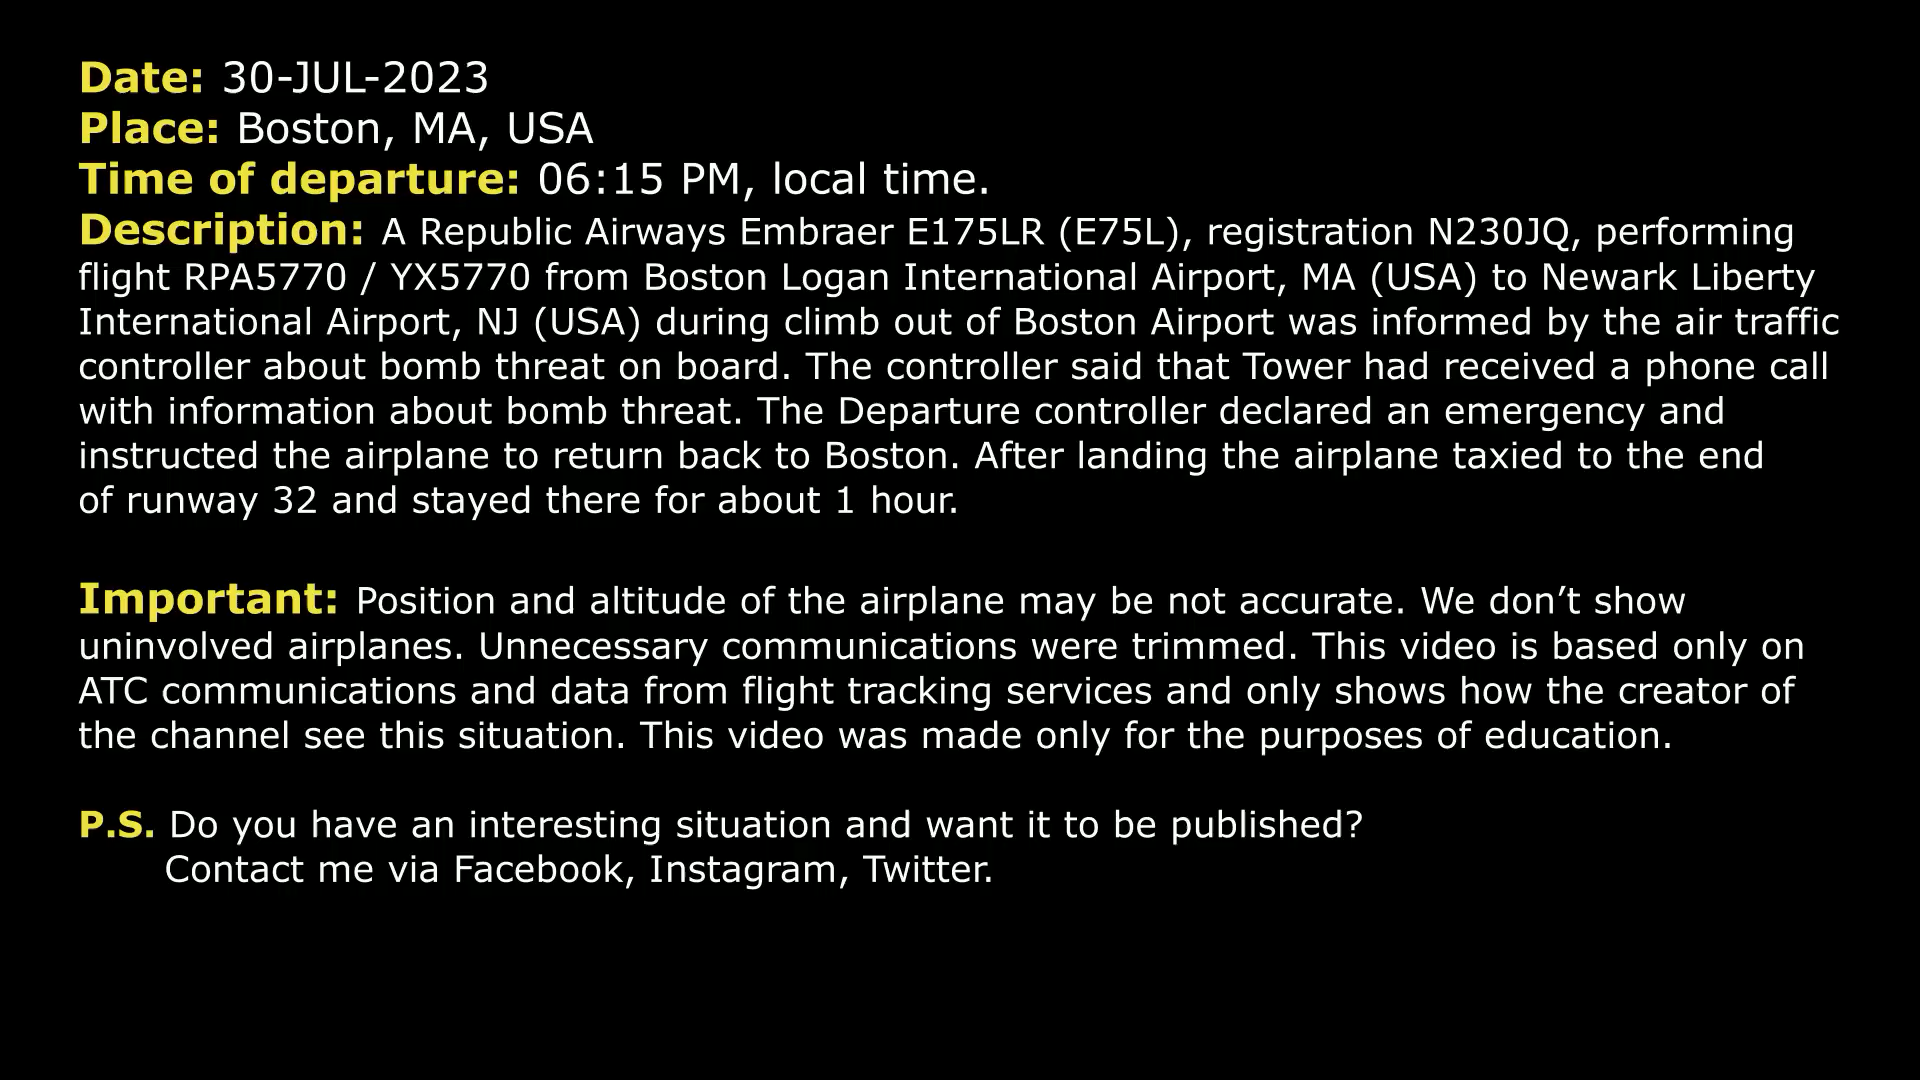 Date: 30-JUL-2023
Place: Boston, MA, USA
Time of departure: 06:15 PM, local time.
Description: A Republic Airways Embraer E175LR (E75L), registration N230JQ, performing
flight RPA5770 / YX5770 from Boston Logan International Airport, MA (USA) to Newark Liberty
International Airport, NJ (USA) during climb out of Boston Airport was informed by the air traffic
controller about bomb threat on board. The controller said that Tower had received a phone call
with information about bomb threat. The Departure controller declared an emergency and
instructed the airplane to return back to Boston. After landing the airplane taxied to the end
of runway 32 and stayed there for about 1 hour.
Important: Position and altitude of the airplane may be not accurate. We don’t show
uninvolved airplanes. Unnecessary communications were trimmed. This video is based only on
ATC communications and data from flight tracking services and only shows how the creator of
the channel see this situation. This video was made only for the purposes of education.
P.S. Do you have an interesting situation and want it to be published?
Contact me via Facebook, Instagram, Twitter.